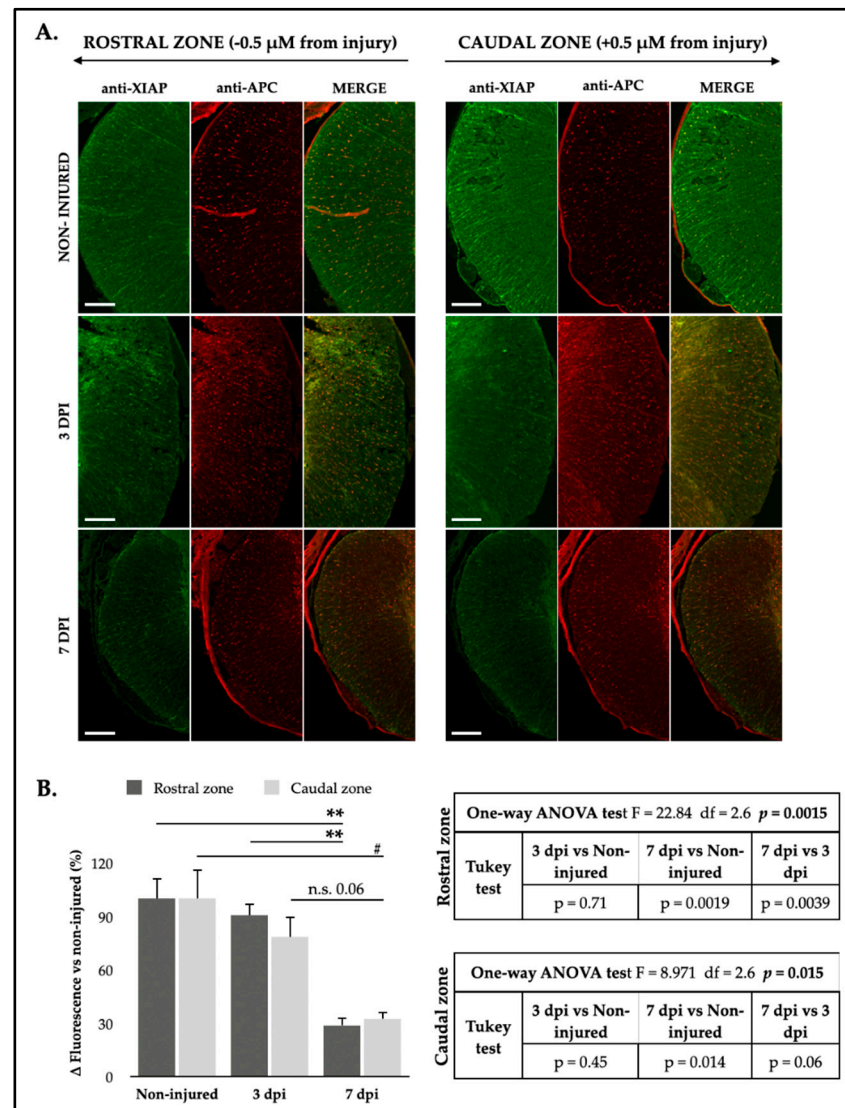 A.
ROSTRAL ZONE (-0.5 µM from injury)
CAUDAL ZONE (+0.5 µM from injury)
anti-XIAP anti-APC MERGE
anti-XIAP anti-APC MERGE
NON- INJURED
3 DPI
7 DPI
B.
Rostral zone
Caudal zone
**
**
#
n.s. 0.06
Δ Fluorescence vs non-injured (%)
120
90
60
30
0
Non-injured 3 dpi 7 dpi
Rostral zone
One-way ANOVA test F = 22.84 df = 2.6 p = 0.0015
Tukey test
3 dpi vs Non-injured
7 dpi vs Non-injured
7 dpi vs 3 dpi
p = 0.71 p = 0.0019 p = 0.0039
Caudal zone
One-way ANOVA test F = 8.971 df = 2.6 p = 0.015
Tukey test
3 dpi vs Non-injured
7 dpi vs Non-injured
7 dpi vs 3 dpi
p = 0.45 p = 0.014 p = 0.06